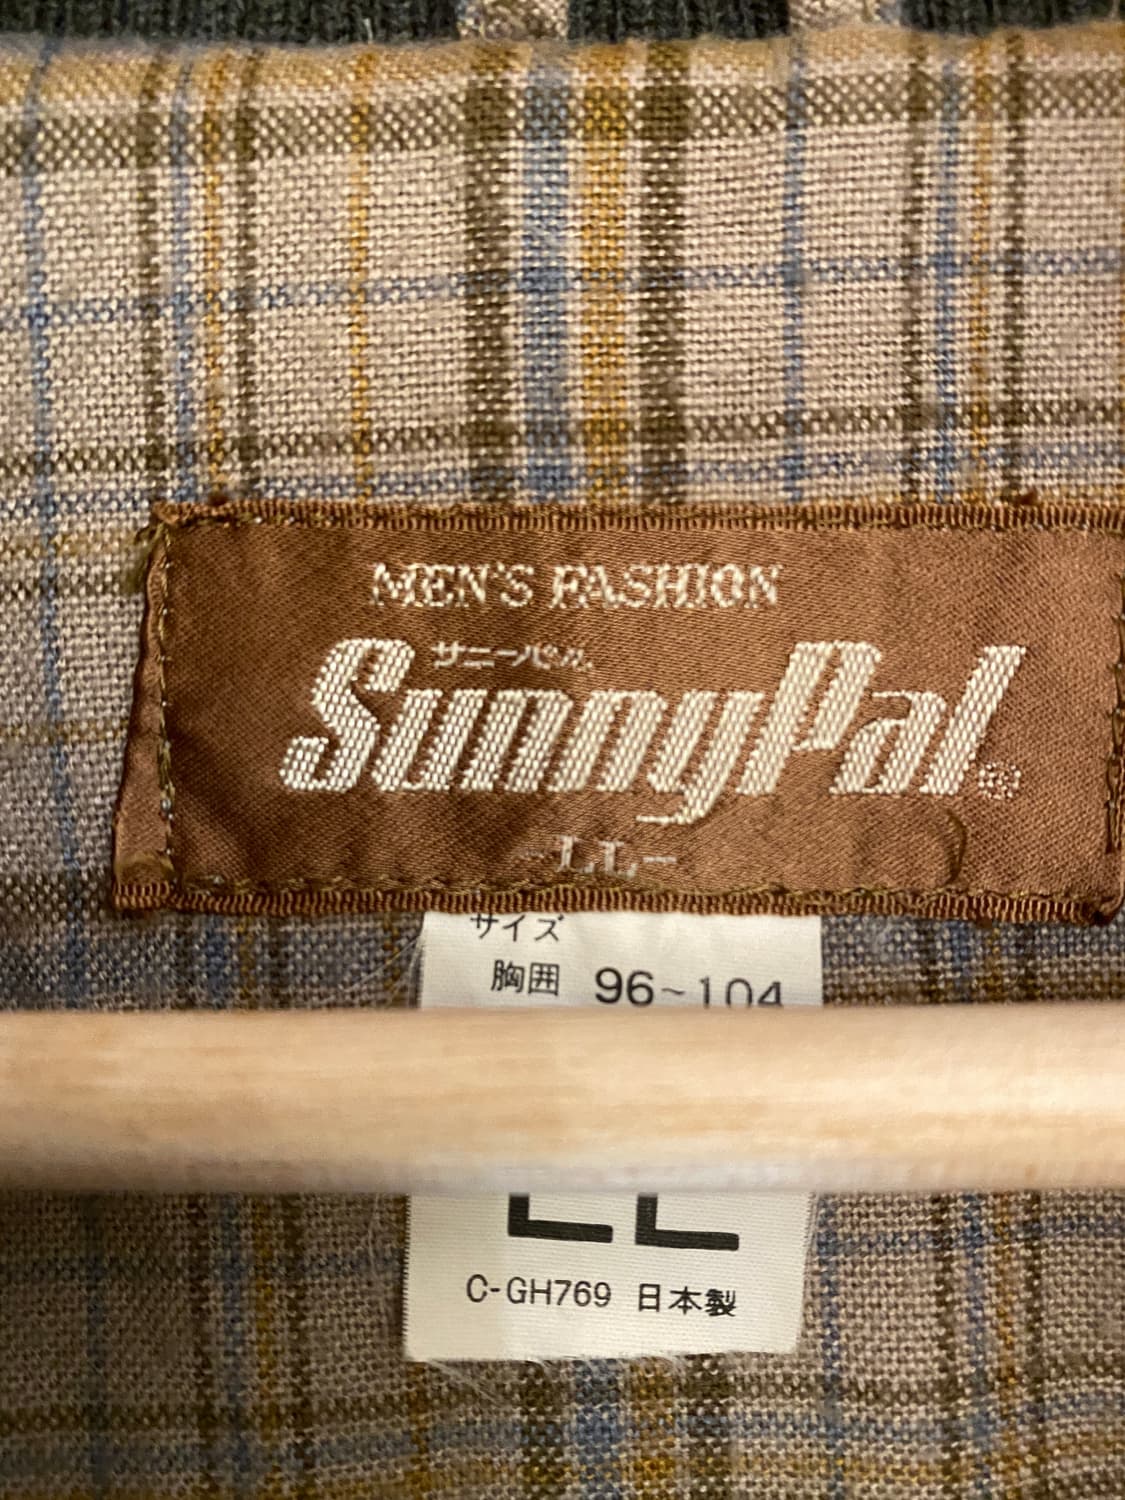 MEN'S FASHION
サニーパル
SunnyPal®
LL
サイズ
胸囲 96~104
LL
C-GH769 日本製